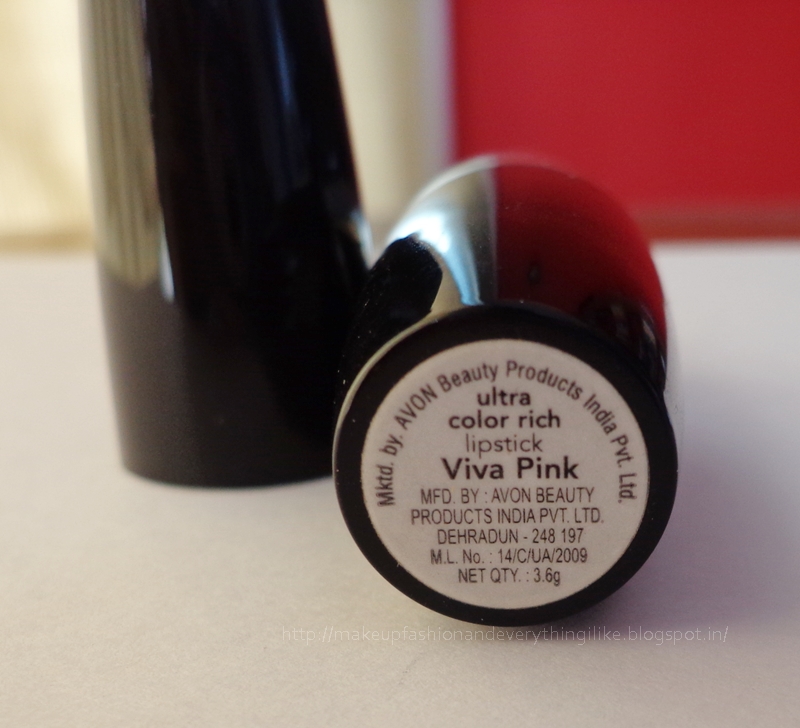 Mktd. by. AVON Beauty Products India Pvt. Ltd.
ultra
color rich
lipstick
Viva Pink
MFD. BY : AVON BEAUTY
PRODUCTS INDIA PVT. LTD.
DEHRADUN - 248 197
M.L. No. : 14/C/UA/2009
NET QTY. : 3.6g
http://makeupfashionandeverythingilike.blogspot.in/